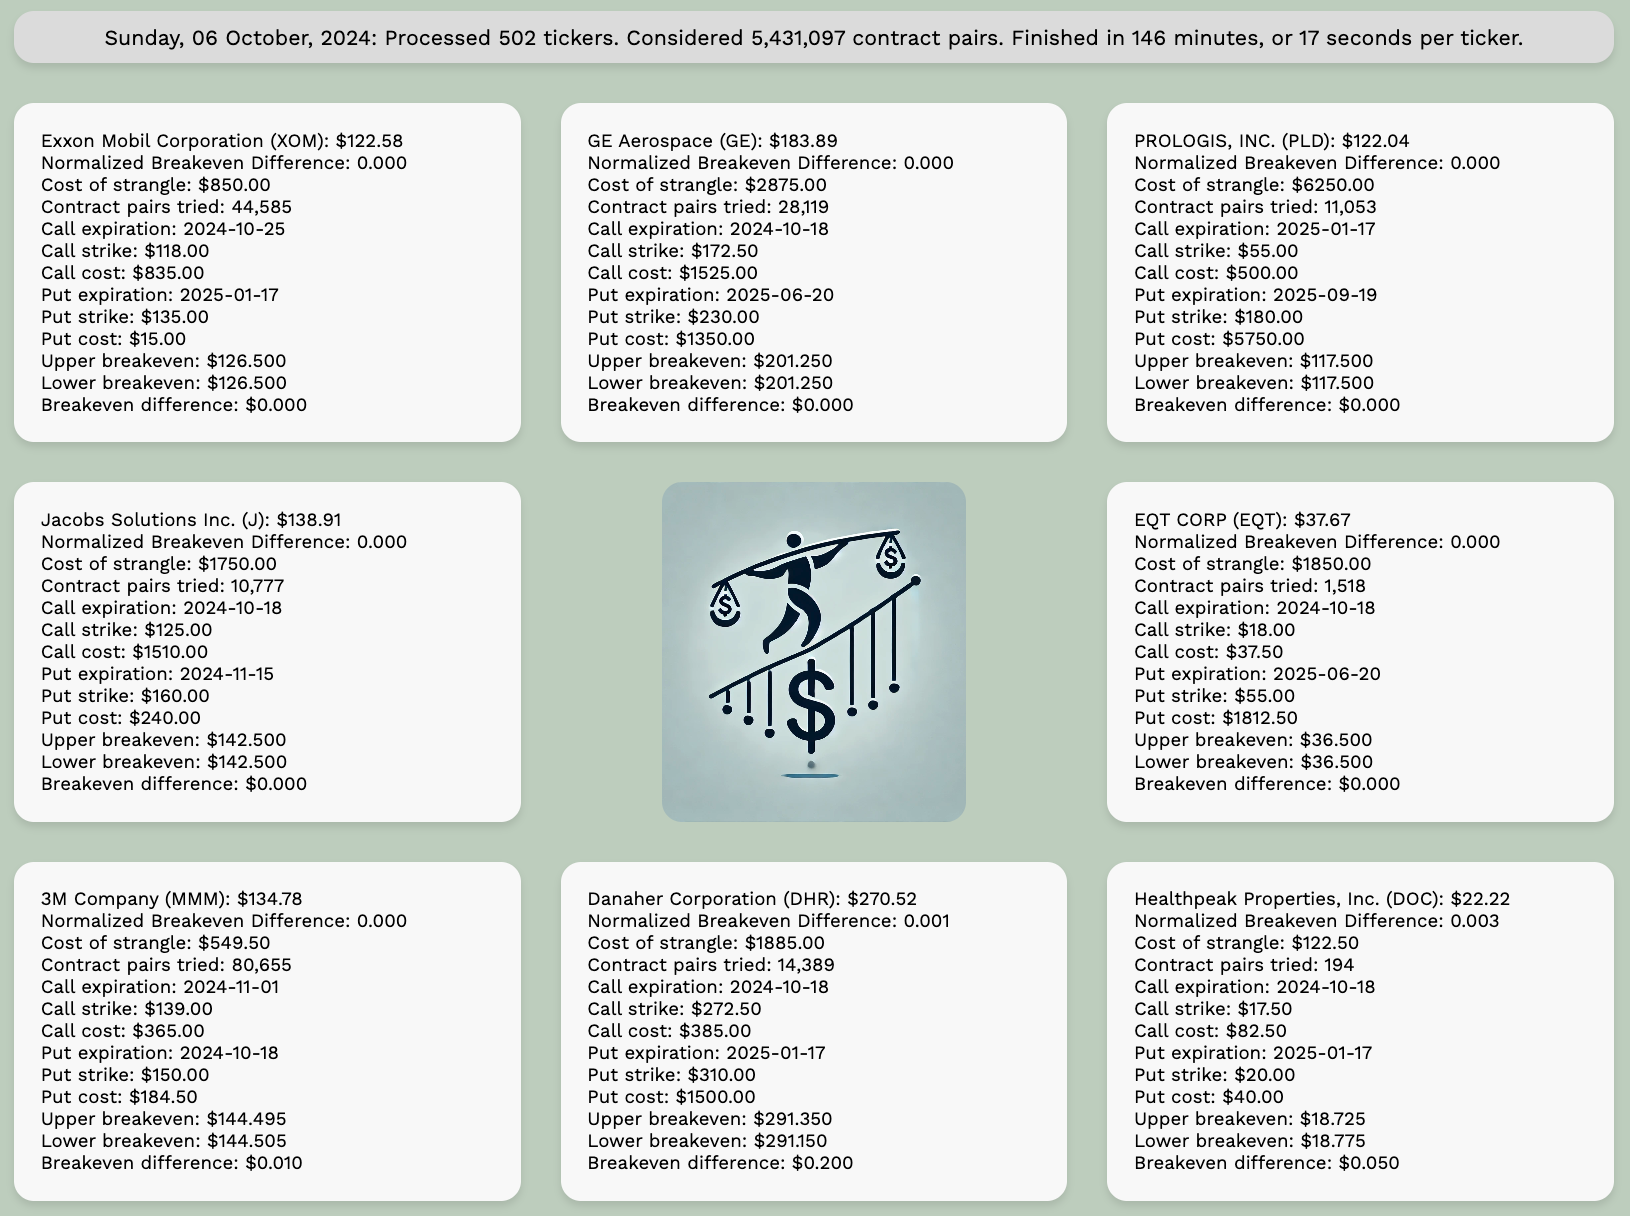 Sunday, 06 October, 2024: Processed 502 tickers. Considered 5,431,097 contract pairs. Finished in 146 minutes, or 17 seconds per ticker.
Exxon Mobil Corporation (XOM): $122.58
Normalized Breakeven Difference: 0.000
Cost of strangle: $850.00
Contract pairs tried: 44,585
Call expiration: 2024-10-25
Call strike: $118.00
Call cost: $835.00
Put expiration: 2025-01-17
Put strike: $135.00
Put cost: $15.00
Upper breakeven: $126.500
Lower breakeven: $126.500
Breakeven difference: $0.000
GE Aerospace (GE): $183.89
Normalized Breakeven Difference: 0.000
Cost of strangle: $2875.00
Contract pairs tried: 28,119
Call expiration: 2024-10-18
Call strike: $172.50
Call cost: $1525.00
Put expiration: 2025-06-20
Put strike: $230.00
Put cost: $1350.00
Upper breakeven: $201.250
Lower breakeven: $201.250
Breakeven difference: $0.000
PROLOGIS, INC. (PLD): $122.04
Normalized Breakeven Difference: 0.000
Cost of strangle: $6250.00
Contract pairs tried: 11,053
Call expiration: 2025-01-17
Call strike: $55.00
Call cost: $500.00
Put expiration: 2025-09-19
Put strike: $180.00
Put cost: $5750.00
Upper breakeven: $117.500
Lower breakeven: $117.500
Breakeven difference: $0.000
Jacobs Solutions Inc. (J): $138.91
Normalized Breakeven Difference: 0.000
Cost of strangle: $1750.00
Contract pairs tried: 10,777
Call expiration: 2024-10-18
Call strike: $125.00
Call cost: $1510.00
Put expiration: 2024-11-15
Put strike: $160.00
Put cost: $240.00
Upper breakeven: $142.500
Lower breakeven: $142.500
Breakeven difference: $0.000
$
$
$
EQT CORP (EQT): $37.67
Normalized Breakeven Difference: 0.000
Cost of strangle: $1850.00
Contract pairs tried: 1,518
Call expiration: 2024-10-18
Call strike: $18.00
Call cost: $37.50
Put expiration: 2025-06-20
Put strike: $55.00
Put cost: $1812.50
Upper breakeven: $36.500
Lower breakeven: $36.500
Breakeven difference: $0.000
3M Company (MMM): $134.78
Normalized Breakeven Difference: 0.000
Cost of strangle: $549.50
Contract pairs tried: 80,655
Call expiration: 2024-11-01
Call strike: $139.00
Call cost: $365.00
Put expiration: 2024-10-18
Put strike: $150.00
Put cost: $184.50
Upper breakeven: $144.495
Lower breakeven: $144.505
Breakeven difference: $0.010
Danaher Corporation (DHR): $270.52
Normalized Breakeven Difference: 0.001
Cost of strangle: $1885.00
Contract pairs tried: 14,389
Call expiration: 2024-10-18
Call strike: $272.50
Call cost: $385.00
Put expiration: 2025-01-17
Put strike: $310.00
Put cost: $1500.00
Upper breakeven: $291.350
Lower breakeven: $291.150
Breakeven difference: $0.200
Healthpeak Properties, Inc. (DOC): $22.22
Normalized Breakeven Difference: 0.003
Cost of strangle: $122.50
Contract pairs tried: 194
Call expiration: 2024-10-18
Call strike: $17.50
Call cost: $82.50
Put expiration: 2025-01-17
Put strike: $20.00
Put cost: $40.00
Upper breakeven: $18.725
Lower breakeven: $18.775
Breakeven difference: $0.050